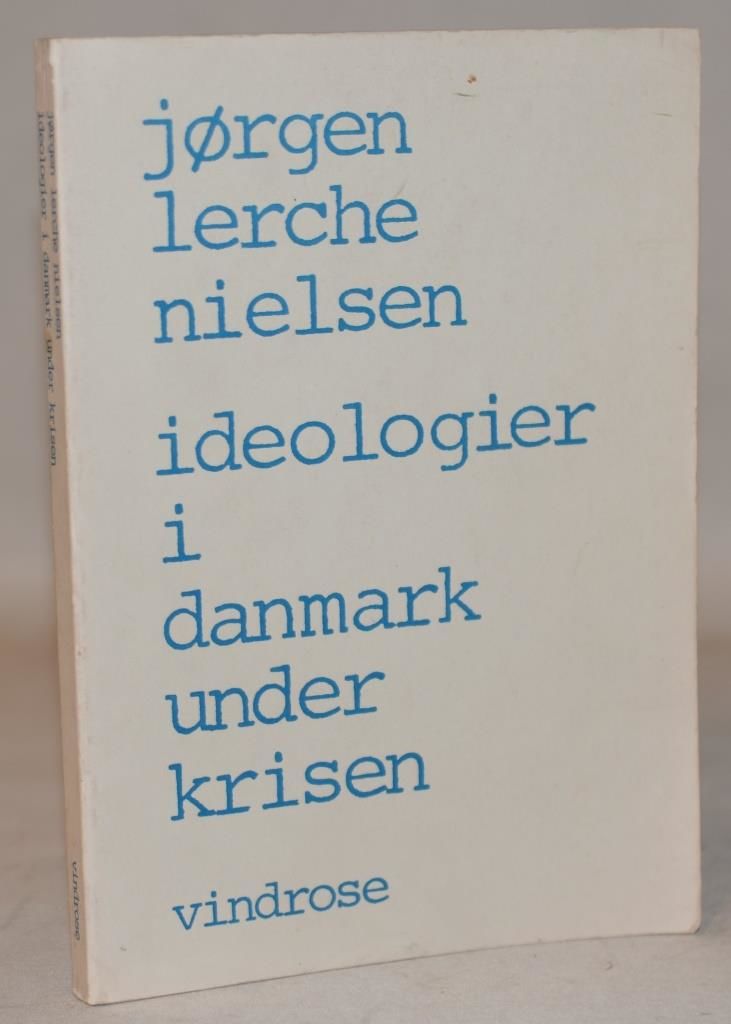 jørgen
lerche
nielsen
ideologier
i
danmark
under
krisen
vindrose
jørgen lerche nielsen
ideologier i danmark under krisen
vindrose